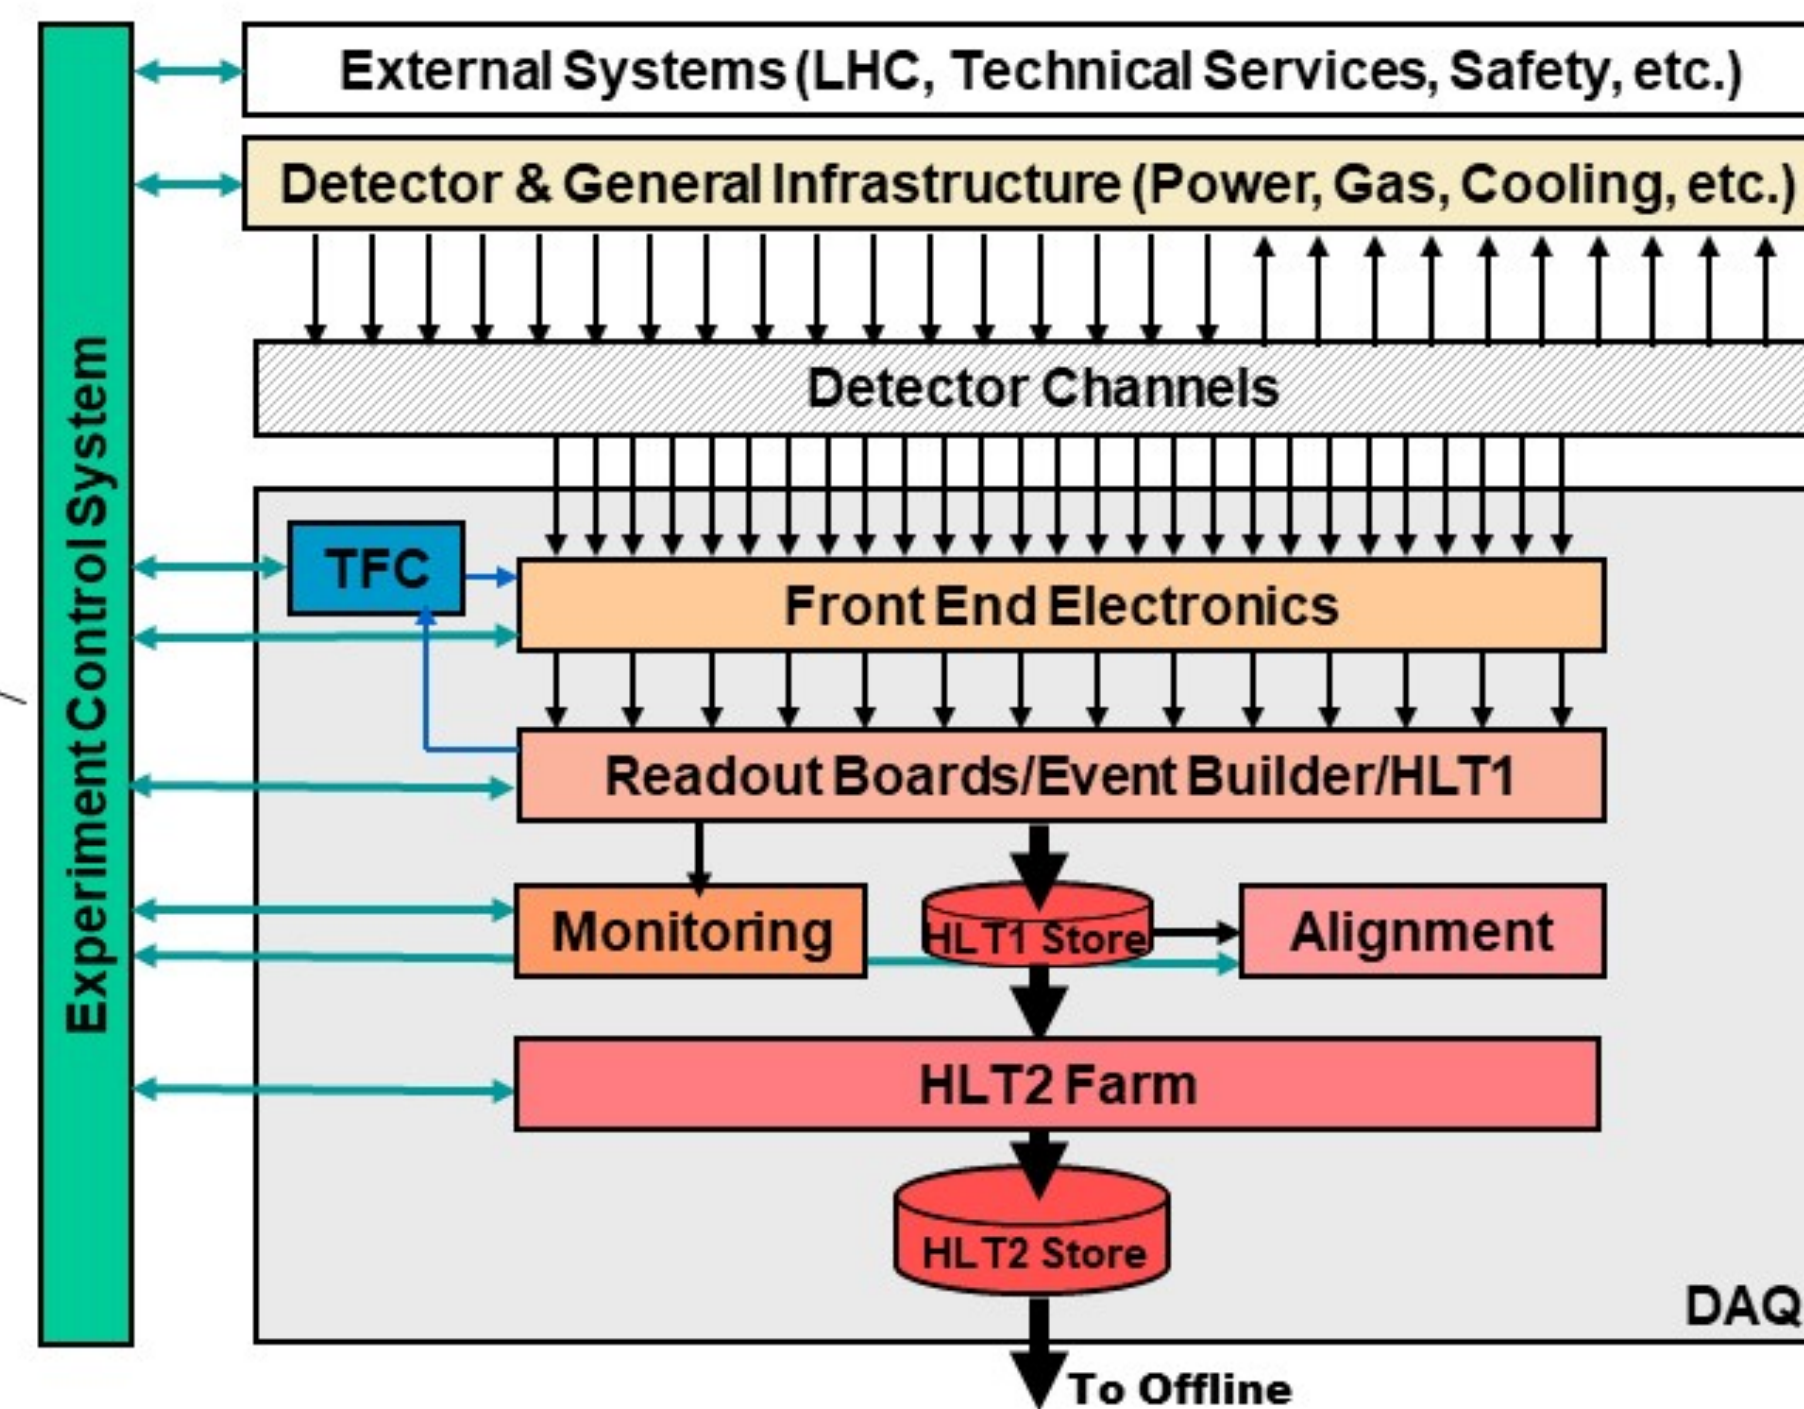 External Systems (LHC, Technical Services, Safety, etc.)
Detector & General Infrastructure (Power, Gas, Cooling, etc.)
Detector Channels
Experiment Control System
TFC
Front End Electronics
Readout Boards/Event Builder/HLT1
Monitoring
HLT1 Store
Alignment
HLT2 Farm
HLT2 Store
DAQ
To Offline